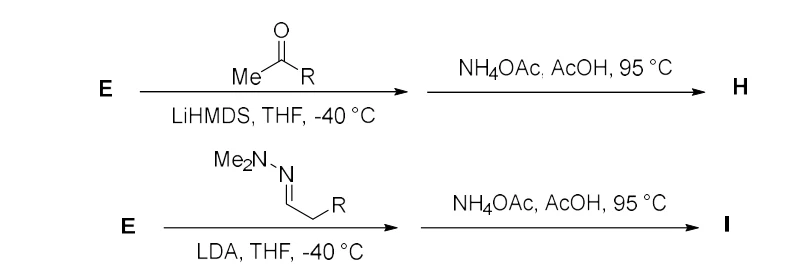 O
Me R
E NH₄OAc, AcOH, 95 °C H
LiHMDS, THF, -40 °C
Me₂N
N
R
E NH₄OAc, AcOH, 95 °C I
LDA, THF, -40 °C